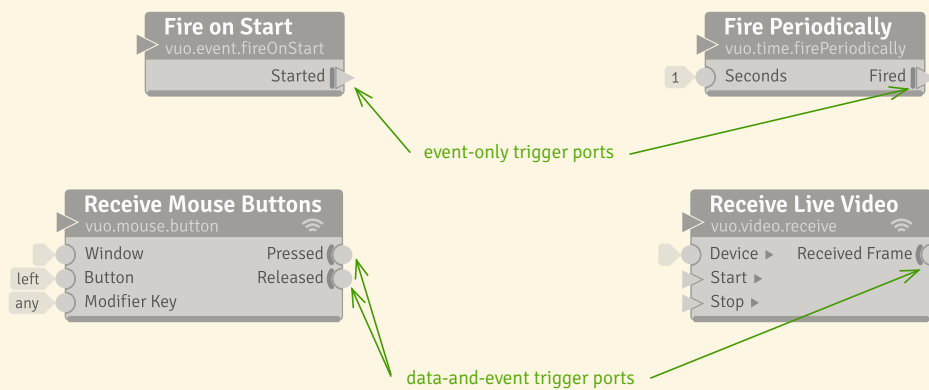 Fire on Start
vuo.event.fireOnStart
Started
Fire Periodically
vuo.time.firePeriodically
1 Seconds Fired
event-only trigger ports
Receive Mouse Buttons
vuo.mouse.button
Window Pressed
left Button Released
any Modifier Key
Receive Live Video
vuo.video.receive
Device Received Frame
Start
Stop
data-and-event trigger ports